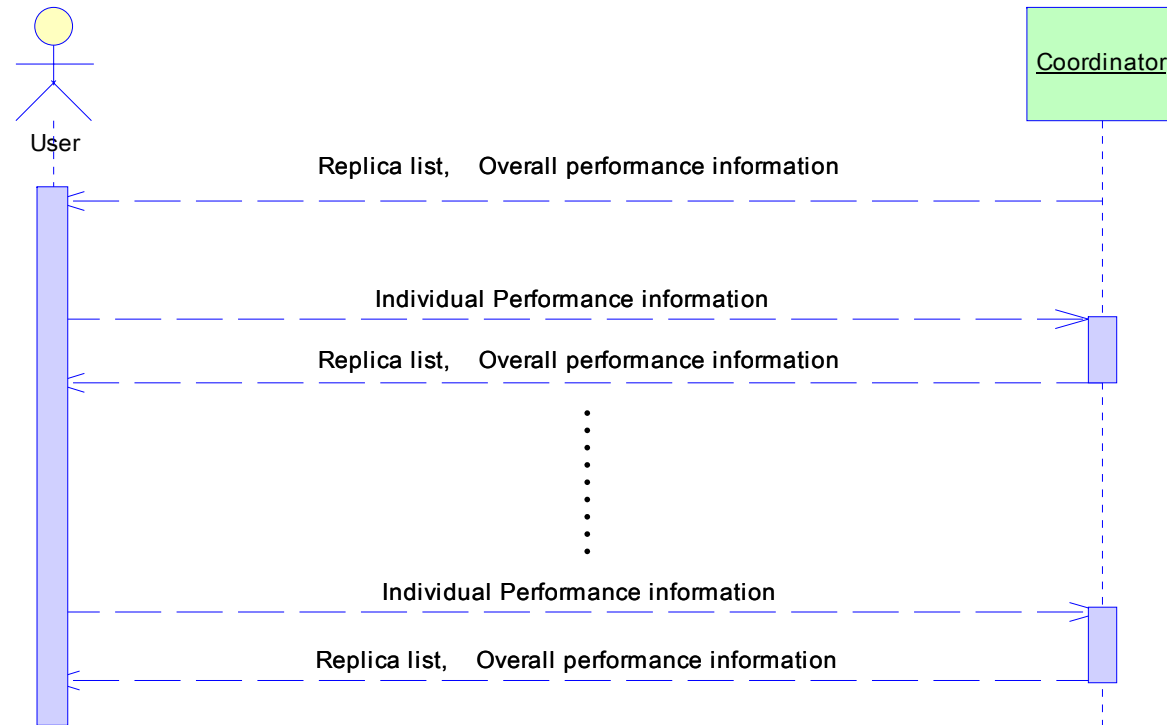 Coordinator
User
Replica list, Overall performance information
Individual Performance information
Replica list, Overall performance information
Individual Performance information
Replica list, Overall performance information